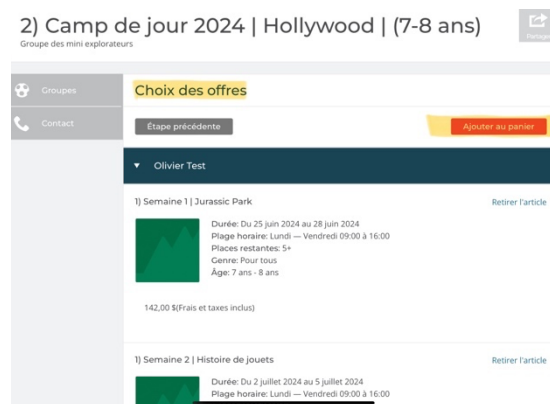 2) Camp de jour 2024 | Hollywood | (7-8 ans)
Groupe des mini explorateurs
Partager
Groupes
Choix des offres
Contact
Étape précédente
Ajouter au panier
Olivier Test
1) Semaine 1 | Jurassic Park
Retirer l'article
Durée: Du 25 juin 2024 au 28 juin 2024
Plage horaire: Lundi — Vendredi 09:00 à 16:00
Places restantes: 5+
Genre: Pour tous
Âge: 7 ans - 8 ans
142,00 $(Frais et taxes inclus)
1) Semaine 2 | Histoire de jouets
Retirer l'article
Durée: Du 2 juillet 2024 au 5 juillet 2024
Plage horaire: Lundi — Vendredi 09:00 à 16:00